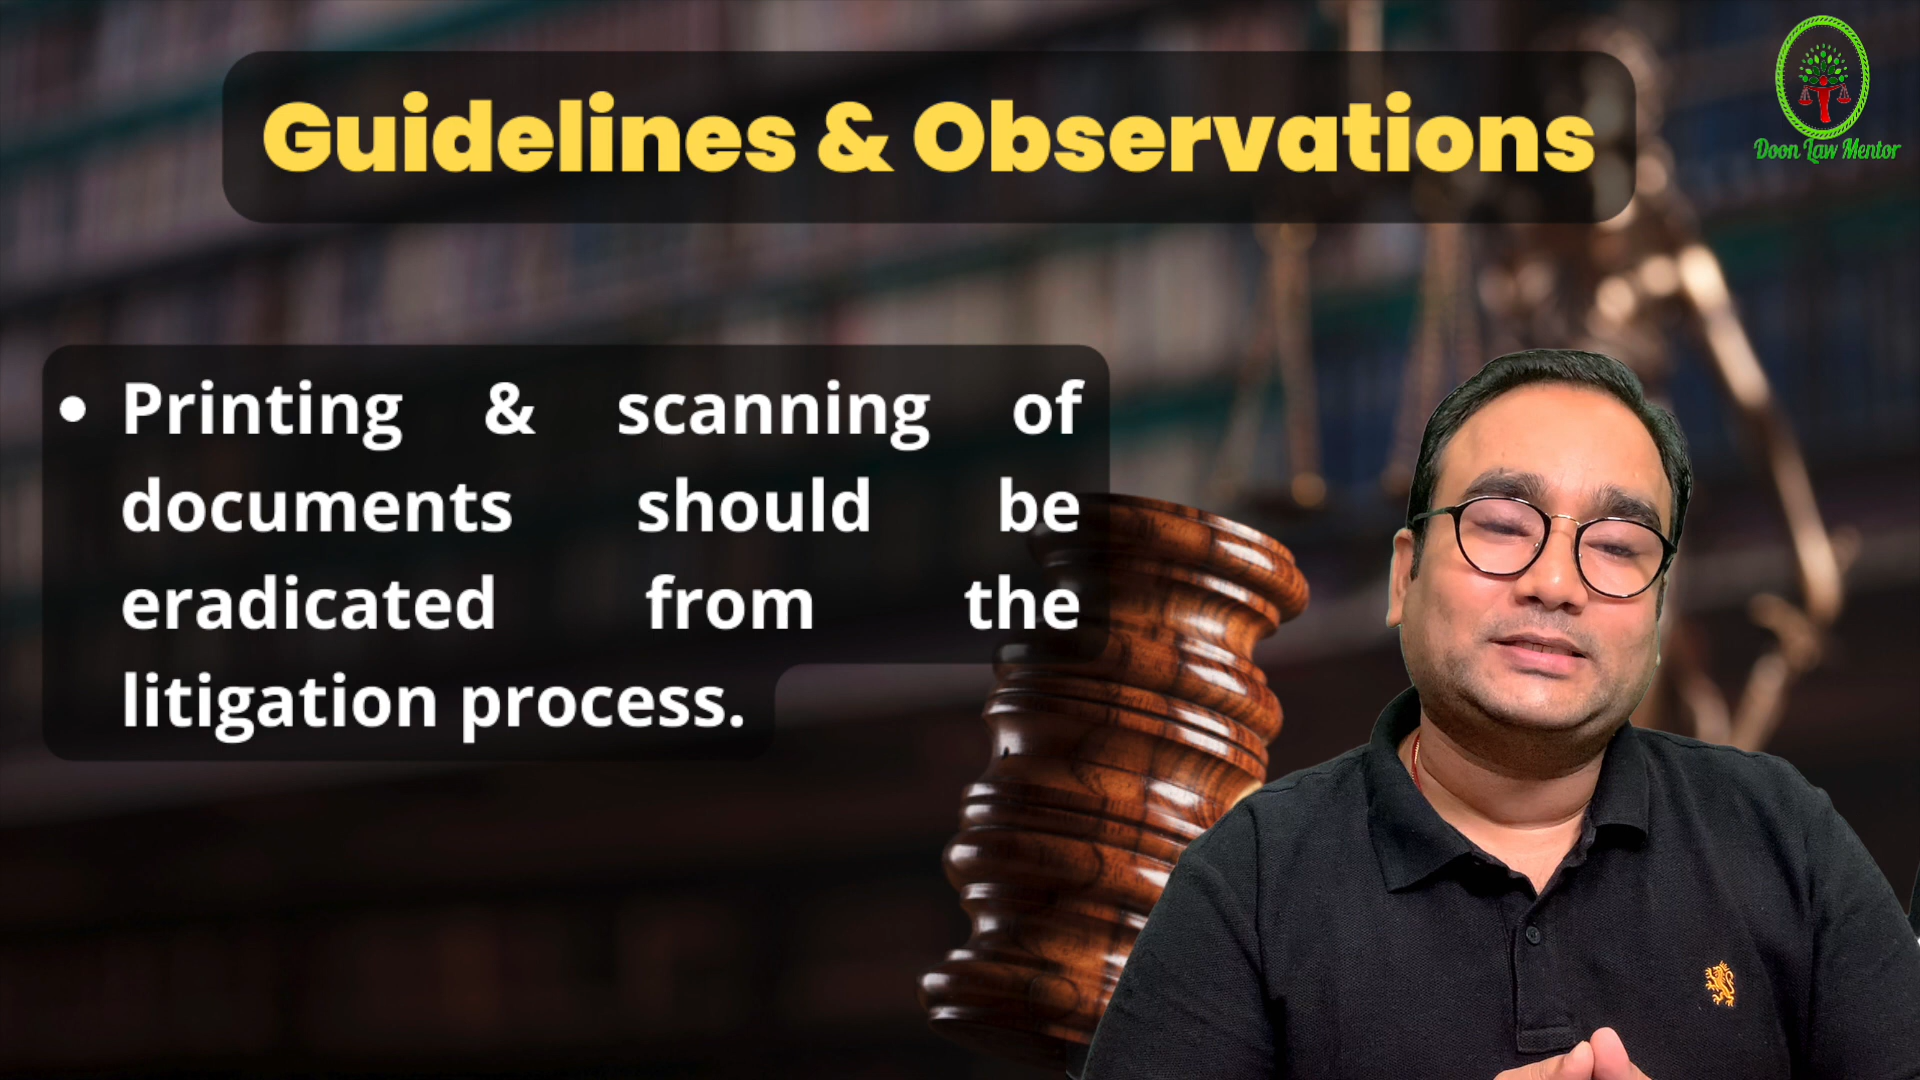 Guidelines & Observations
Doon Law Mentor
• Printing & scanning of
documents should be
eradicated from the
litigation process.